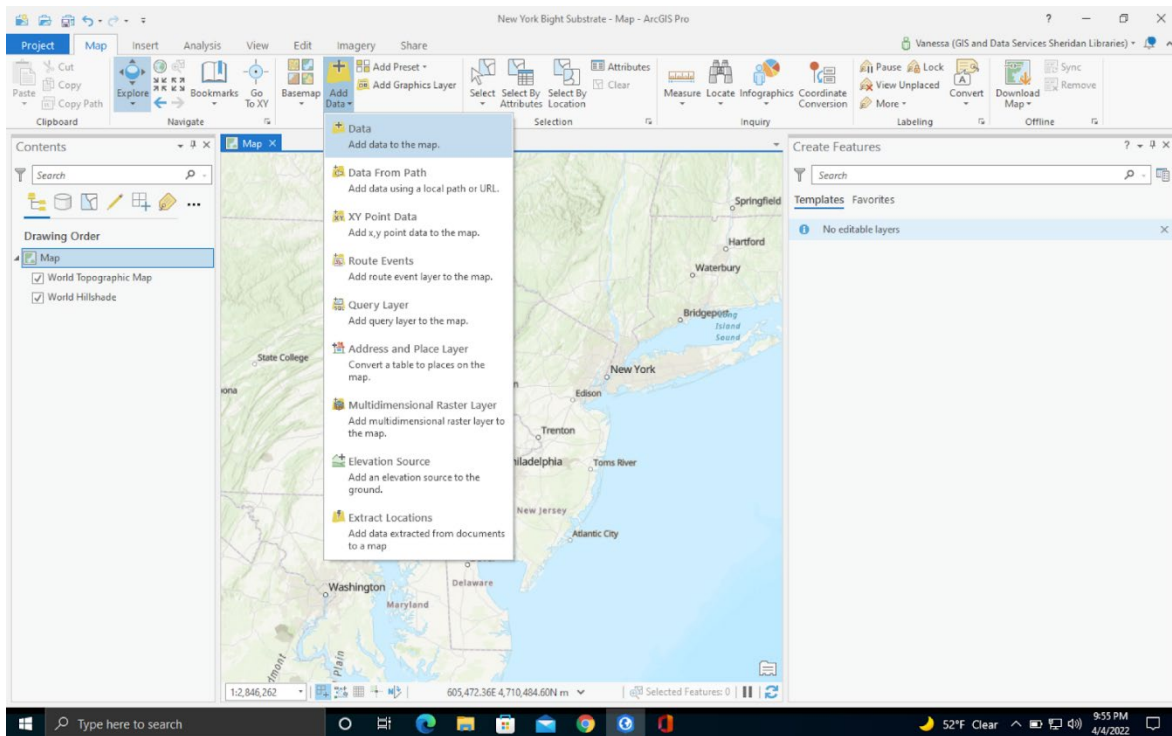 New York Bight Substrate - Map - ArcGIS Pro
?
Project Map Insert Analysis View Edit Imagery Share
Vanessa (GIS and Data Services Sheridan Libraries)
Paste
Cut
Copy
Copy Path
Clipboard
Explore
Bookmarks
Go To XY
Navigate
Basemap
Add Data
Add Preset
Add Graphics Layer
Select
Select By Attributes
Select By Location
Attributes
Clear
Selection
Measure
Locate
Infographics
Coordinate Conversion
Inquiry
Pause
Lock
View Unplaced
More
Convert
Labeling
Download Map
Sync
Remove
Offline
Contents
Search
Drawing Order
Map
World Topographic Map
World Hillshade
Map
Data
Add data to the map.
Data From Path
Add data using a local path or URL.
XY Point Data
Add x,y point data to the map.
Route Events
Add route event layer to the map.
Query Layer
Add query layer to the map.
Address and Place Layer
Convert a table to places on the
map.
Multidimensional Raster Layer
Add multidimensional raster layer to
the map.
Elevation Source
Add an elevation source to the
ground.
Extract Locations
Add data extracted from documents
to a map
Springfield
Hartford
Waterbury
Bridgeport
Island
Sound
State College
ona
New York
Edison
Trenton
hiladelphia
Toms River
New Jersey
Atlantic City
Washington
Delaware
Maryland
Plain
Create Features
?
Search
Templates Favorites
No editable layers
1:2,846,262
605,472.36E 4,710,484.60N m
Selected Features: 0
Type here to search
52°F Clear
9:55 PM
4/4/2022